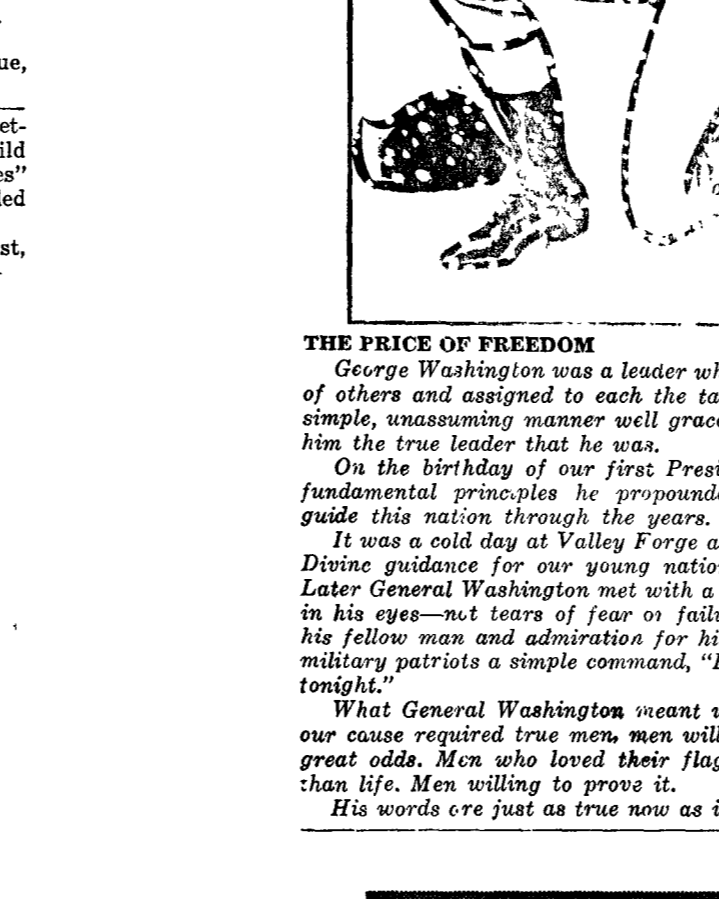 ue,
et-
ild
es”
led
st,
THE PRICE OF FREEDOM
George Washington was a leader wh
of others and assigned to each the ta
simple, unassuming manner well grac
him the true leader that he was.
On the birthday of our first Presi
fundamental principles he propound
guide this nation through the years.
It was a cold day at Valley Forge a
Divine guidance for our young natio
Later General Washington met with a
in his eyes—not tears of fear or fail
his fellow man and admiration for hi
military patriots a simple command, “
tonight.”
What General Washington meant
our cause required true men, men will
great odds. Men who loved their flag
than life. Men willing to prove it.
His words are just as true now as i